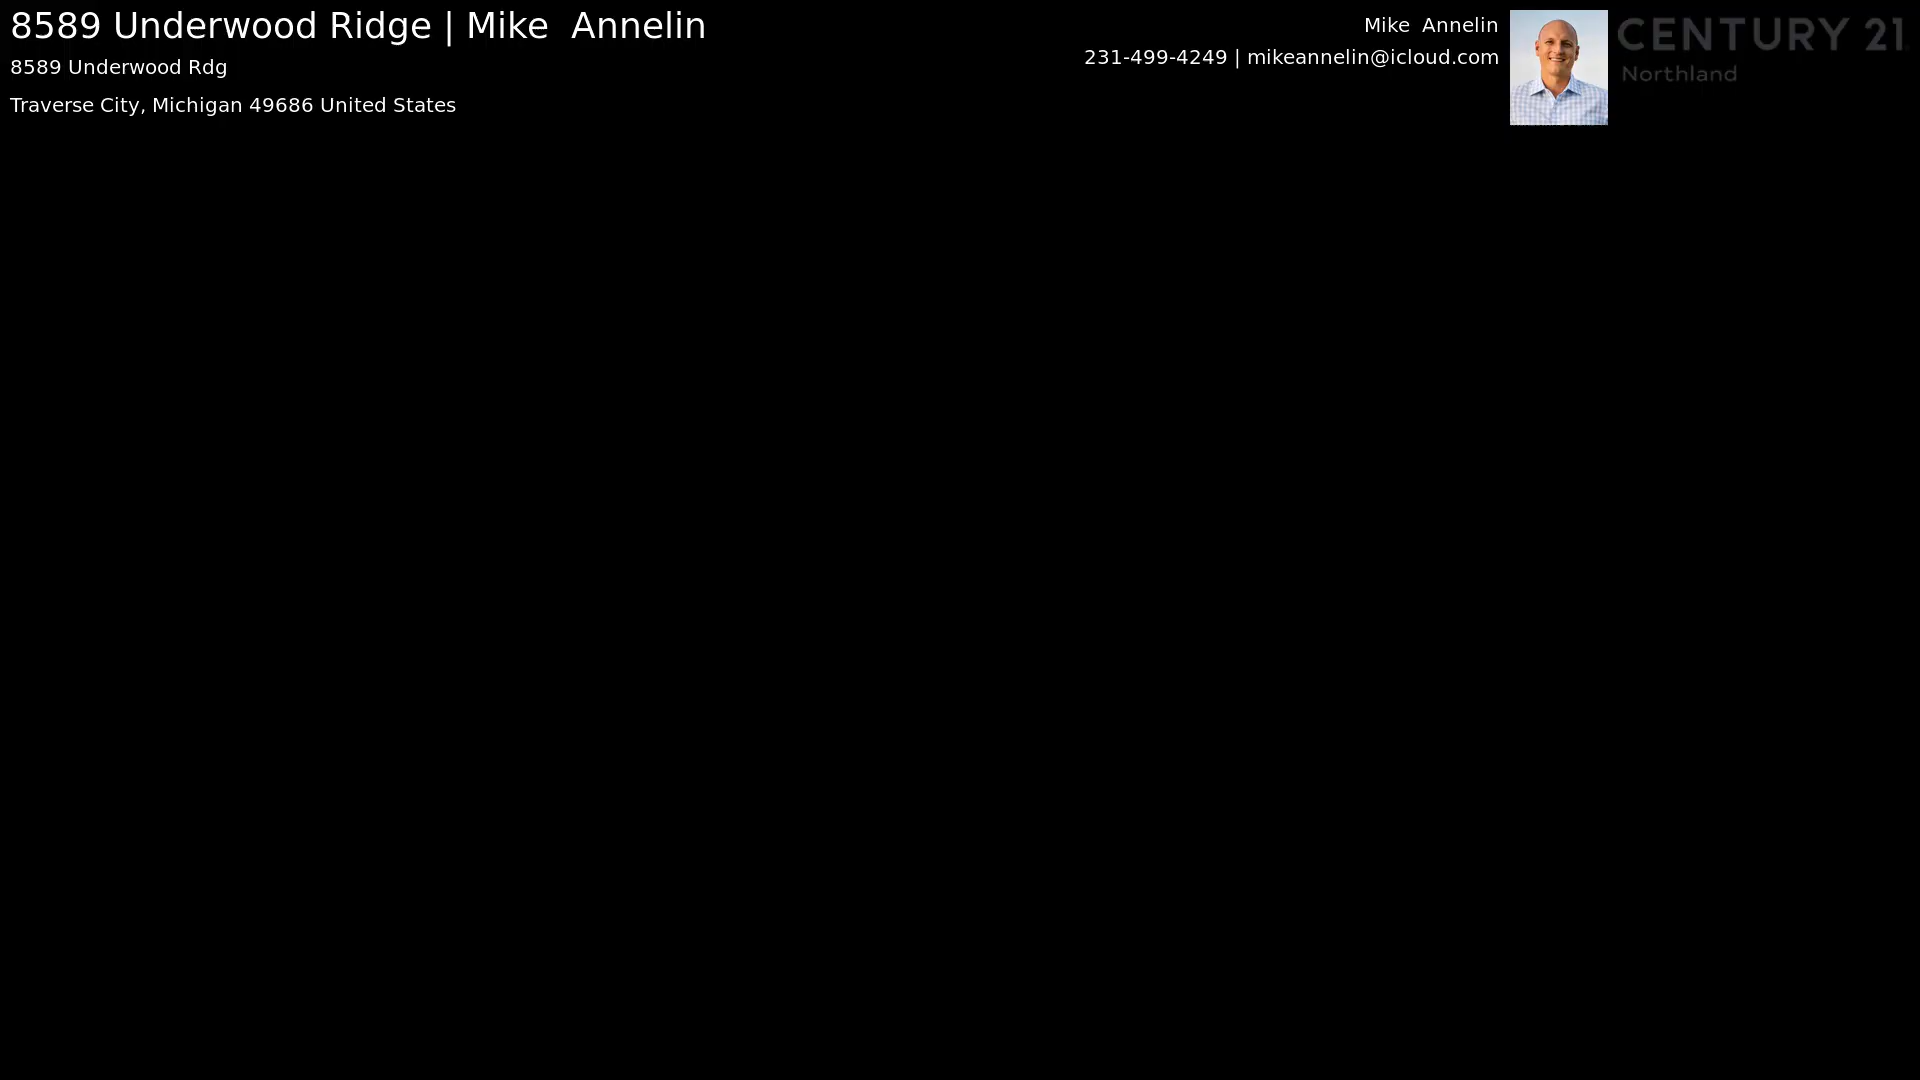 8589 Underwood Ridge | Mike  Annelin
8589 Underwood Rdg
Traverse City, Michigan 49686 United States
Mike  Annelin
231-499-4249 | mikeannelin@icloud.com
CENTURY 21
Northland